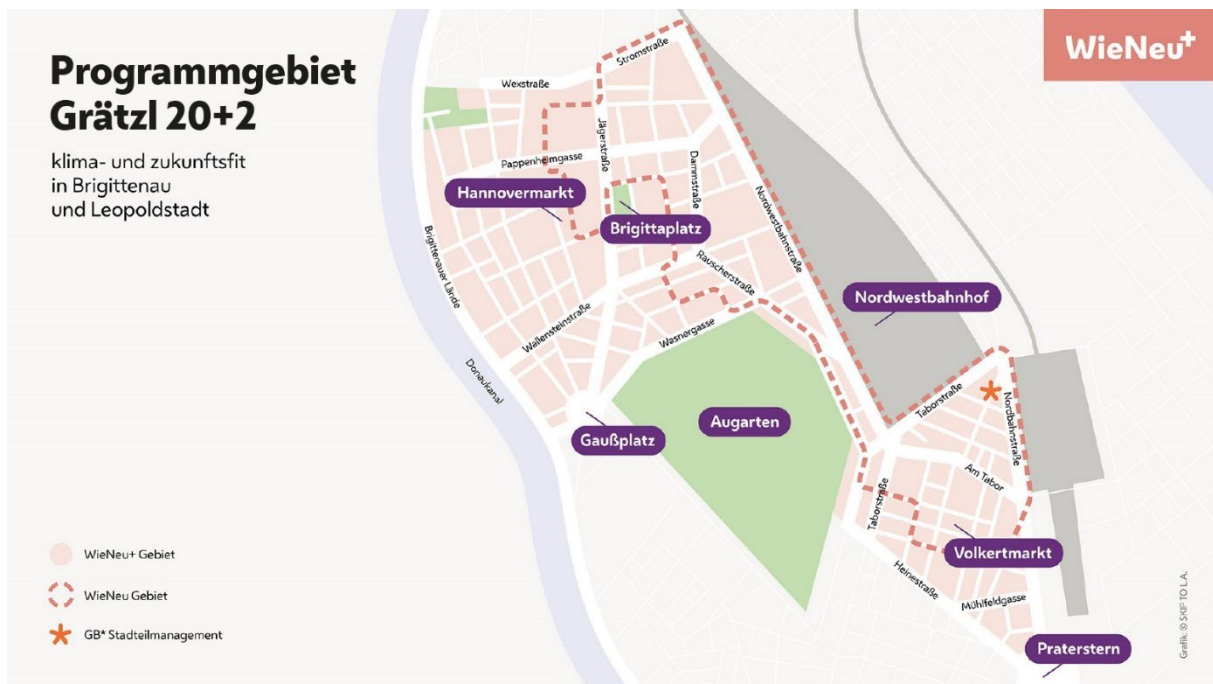 Programmgebiet
Grätzl 20+2
klima- und zukunftsfit
in Brigittenau
und Leopoldstadt
WieNeu+
Stromstraße
Wexstraße
Jägerstraße
Pappenheimgasse
Dammstraße
Hannovermarkt
Brigittaplatz
Nordwestbahnstraße
Brigittenauer Lände
Rauscherstraße
Nordwestbahnhof
Wallensteinstraße
Wasnergasse
Donaukanal
Gaußplatz
Augarten
Taborstraße
Nordbahnstraße
Am Tabor
Taborstraße
Volkertmarkt
Heinestraße
Mühlfeldgasse
Praterstern
WieNeu+ Gebiet
WieNeu Gebiet
GB* Stadtteilmanagement
Grafik: © SKIP TO L.A.